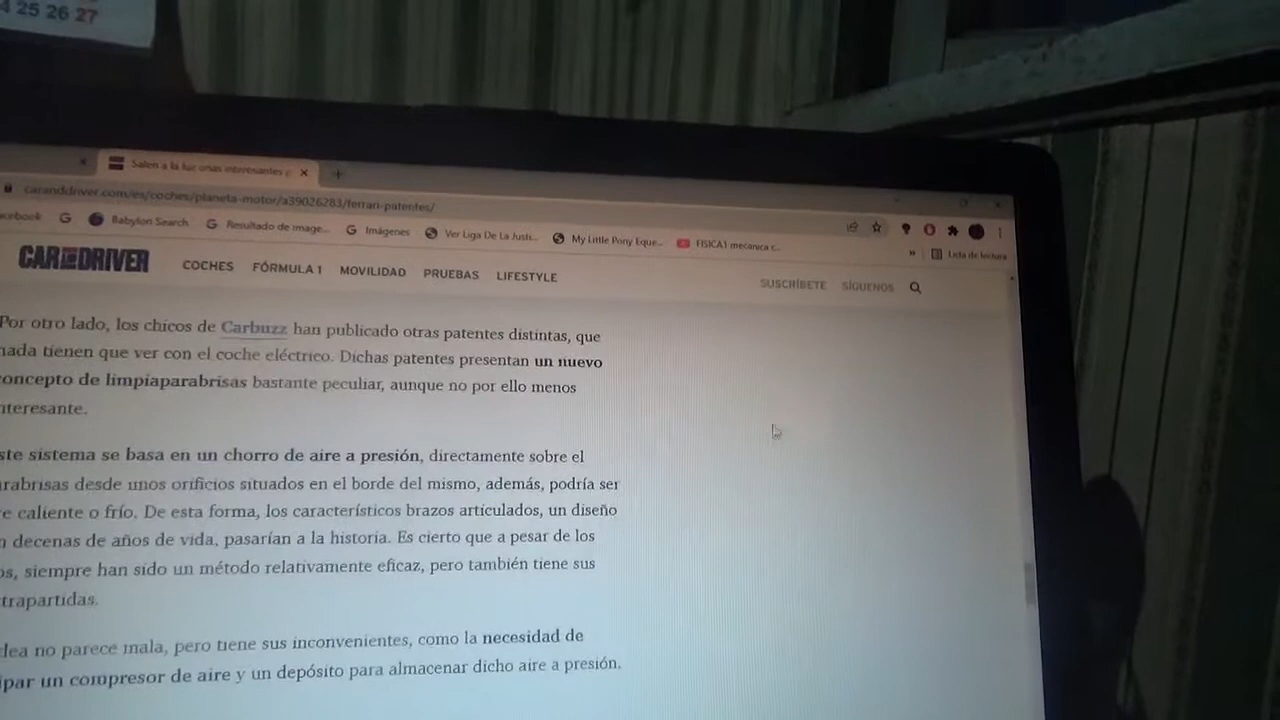 4 25 26 27
Salen a la luz unas interesantes p
caranddriver.com/es/coches/planeta-motor/a39026283/ferrari-patentes/
acebook Babylon Search Resultado de image... Imágenes Ver Liga De La Justi... My Little Pony Eque... FISICA I mecanica c... » Lista de lectura
CAR AND DRIVER COCHES FÓRMULA 1 MOVILIDAD PRUEBAS LIFESTYLE SUSCRÍBETE SÍGUENOS
Por otro lado, los chicos de Carbuzz han publicado otras patentes distintas, que
nada tienen que ver con el coche eléctrico. Dichas patentes presentan un nuevo
concepto de limpiaparabrisas bastante peculiar, aunque no por ello menos
nteresante.
ste sistema se basa en un chorro de aire a presión, directamente sobre el
arabrisas desde unos orificios situados en el borde del mismo, además, podría ser
e caliente o frío. De esta forma, los característicos brazos articulados, un diseño
n decenas de años de vida, pasarían a la historia. Es cierto que a pesar de los
os, siempre han sido un método relativamente eficaz, pero también tiene sus
trapartidas.
dea no parece mala, pero tiene sus inconvenientes, como la necesidad de
ipar un compresor de aire y un depósito para almacenar dicho aire a presión.